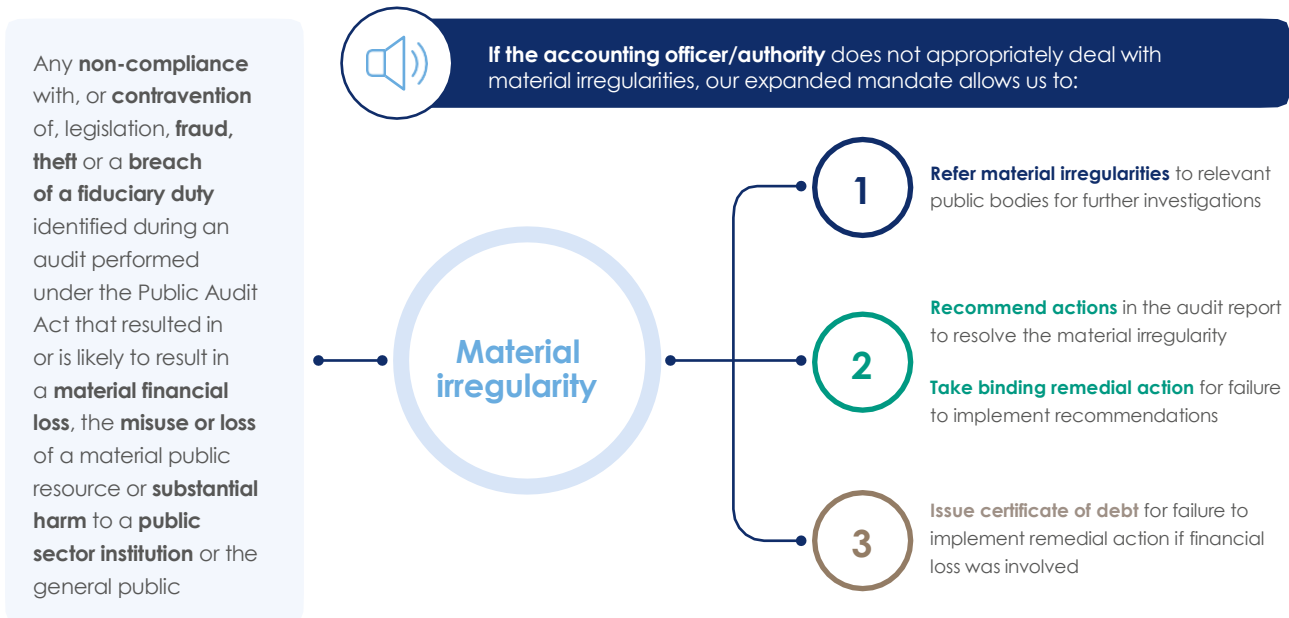 Any non-compliance
with, or contravention
of, legislation, fraud,
theft or a breach
of a fiduciary duty
identified during an
audit performed
under the Public Audit
Act that resulted in
or is likely to result in
a material financial
loss, the misuse or loss
of a material public
resource or substantial
harm to a public
sector institution or the
general public
If the accounting officer/authority does not appropriately deal with
material irregularities, our expanded mandate allows us to:
Material
irregularity
1
Refer material irregularities to relevant
public bodies for further investigations
2
Recommend actions in the audit report
to resolve the material irregularity
Take binding remedial action for failure
to implement recommendations
3
Issue certificate of debt for failure to
implement remedial action if financial
loss was involved